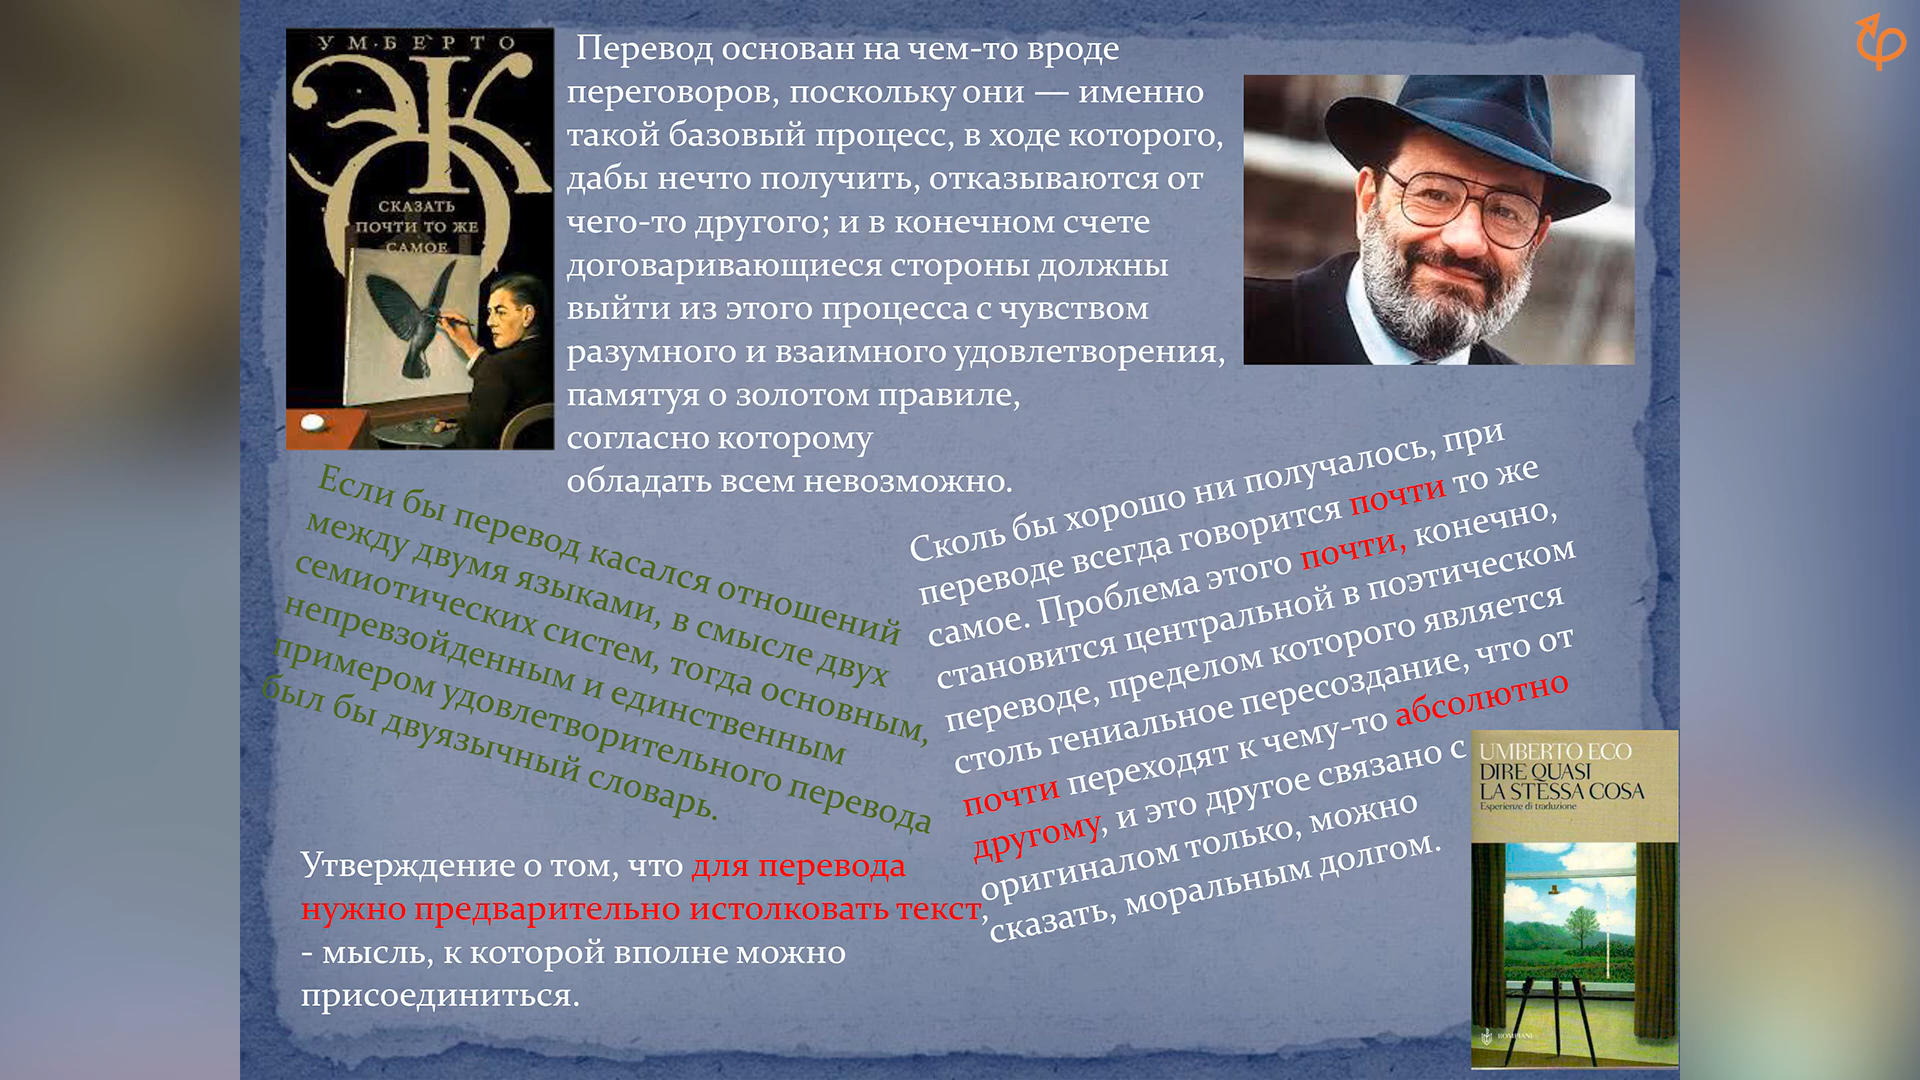 УМБЕРТО
ЭКО
СКАЗАТЬ
ПОЧТИ ТО ЖЕ
САМОЕ
Перевод основан на чем-то вроде
переговоров, поскольку они — именно
такой базовый процесс, в ходе которого,
дабы нечто получить, отказываются от
чего-то другого; и в конечном счете
договаривающиеся стороны должны
выйти из этого процесса с чувством
разумного и взаимного удовлетворения,
памятуя о золотом правиле,
согласно которому
обладать всем невозможно.
Если бы перевод касался отношений
между двумя языками, в смысле двух
семиотических систем, тогда основным,
непревзойденным и единственным
примером удовлетворительного перевода
был бы двуязычный словарь.
Сколь бы хорошо ни получалось, при
переводе всегда говорится почти то же
самое. Проблема этого почти, конечно,
становится центральной в поэтическом
переводе, пределом которого является
столь гениальное пересоздание, что от
почти переходят к чему-то абсолютно
другому, и это другое связано с
оригиналом только, можно
сказать, моральным долгом.
Утверждение о том, что для перевода
нужно предварительно истолковать текст,
- мысль, к которой вполне можно
присоединиться.
UMBERTO ECO
DIRE QUASI
LA STESSA COSA
Esperienze di traduzione
BOMPIANI